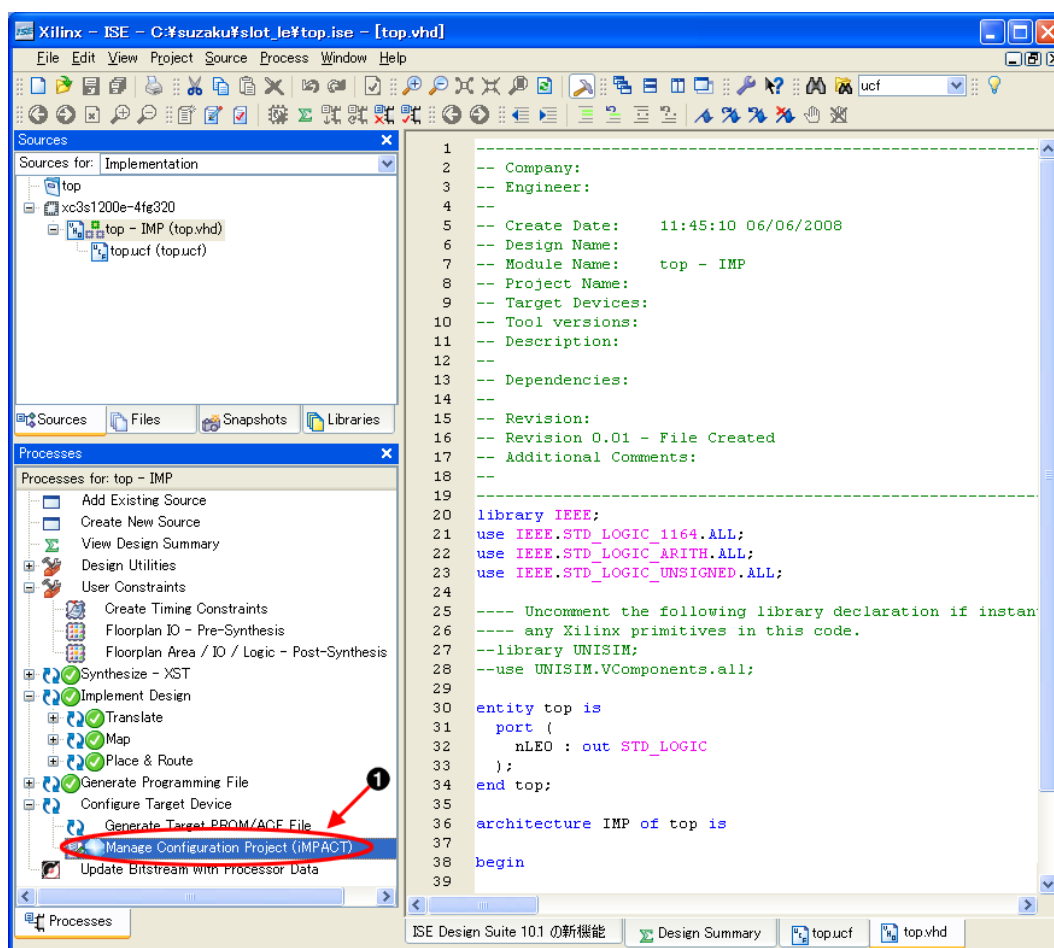 Xilinx - ISE - C:¥suzaku¥slot_le¥top.ise - [top.vhd]
File Edit View Project Source Process Window Help
ucf
Sources
Sources for: Implementation
top
xc3s1200e-4fg320
top - IMP (top.vhd)
top.ucf (top.ucf)
Sources Files Snapshots Libraries
Processes
Processes for: top - IMP
Add Existing Source
Create New Source
View Design Summary
Design Utilities
User Constraints
Create Timing Constraints
Floorplan IO - Pre-Synthesis
Floorplan Area / IO / Logic - Post-Synthesis
Synthesize - XST
Implement Design
Translate
Map
Place & Route
Generate Programming File
❶
Configure Target Device
Generate Target PROM/ACE File
Manage Configuration Project (iMPACT)
Update Bitstream with Processor Data
Processes
1 --------------------------------------------------------------------------------
2 -- Company:
3 -- Engineer:
4 --
5 -- Create Date: 11:45:10 06/06/2008
6 -- Design Name:
7 -- Module Name: top - IMP
8 -- Project Name:
9 -- Target Devices:
10 -- Tool versions:
11 -- Description:
12 --
13 -- Dependencies:
14 --
15 -- Revision:
16 -- Revision 0.01 - File Created
17 -- Additional Comments:
18 --
19 --------------------------------------------------------------------------------
20 library IEEE;
21 use IEEE.STD_LOGIC_1164.ALL;
22 use IEEE.STD_LOGIC_ARITH.ALL;
23 use IEEE.STD_LOGIC_UNSIGNED.ALL;
24
25 ---- Uncomment the following library declaration if instan
26 ---- any Xilinx primitives in this code.
27 --library UNISIM;
28 --use UNISIM.VComponents.all;
29
30 entity top is
31 port (
32 nLE0 : out STD_LOGIC
33 );
34 end top;
35
36 architecture IMP of top is
37
38 begin
39
ISE Design Suite 10.1 の新機能 Design Summary top.ucf top.vhd